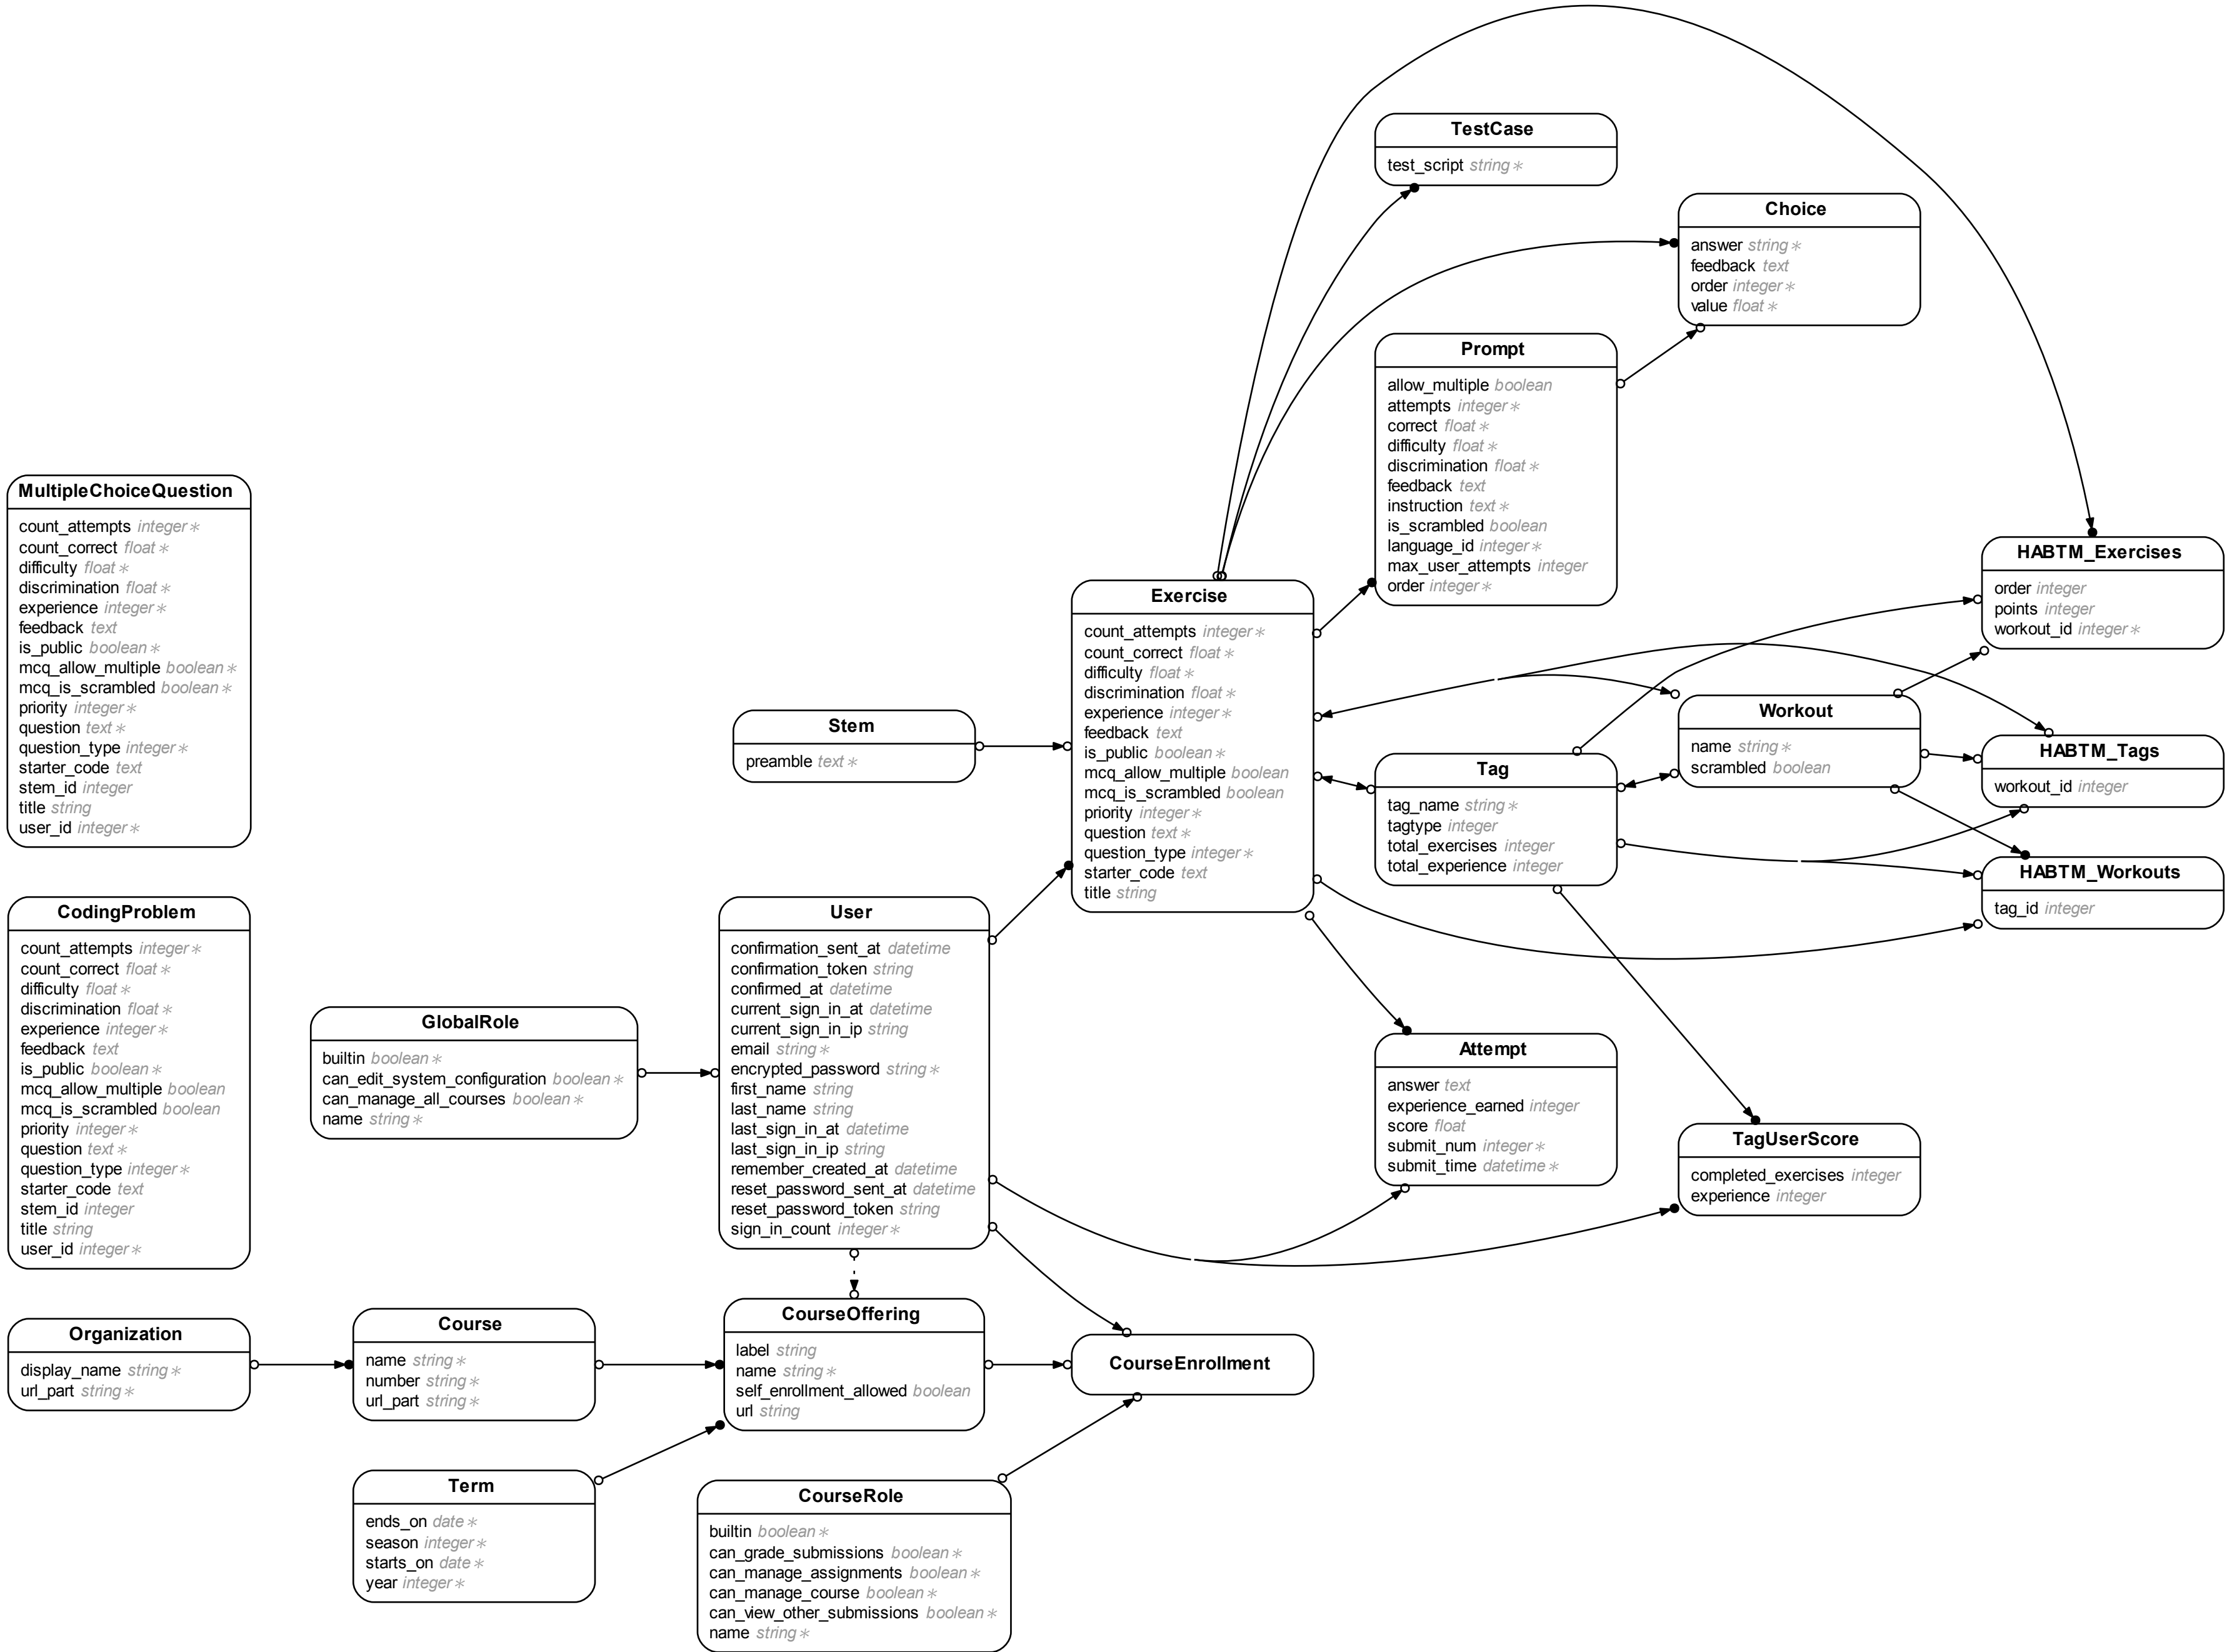 TestCase
test_script string *
Choice
answer string *
feedback text
order integer *
value float *
Prompt
allow_multiple boolean
attempts integer *
correct float *
difficulty float *
discrimination float *
feedback text
instruction text *
is_scrambled boolean
language_id integer *
max_user_attempts integer
order integer *
MultipleChoiceQuestion
count_attempts integer *
count_correct float *
difficulty float *
discrimination float *
experience integer *
feedback text
is_public boolean *
mcq_allow_multiple boolean *
mcq_is_scrambled boolean *
priority integer *
question text *
question_type integer *
starter_code text
stem_id integer
title string
user_id integer *
HABTM_Exercises
order integer
points integer
workout_id integer *
Exercise
count_attempts integer *
count_correct float *
difficulty float *
discrimination float *
experience integer *
feedback text
is_public boolean *
mcq_allow_multiple boolean
mcq_is_scrambled boolean
priority integer *
question text *
question_type integer *
starter_code text
title string
Stem
preamble text *
Workout
name string *
scrambled boolean
HABTM_Tags
workout_id integer
Tag
tag_name string *
tagtype integer
total_exercises integer
total_experience integer
HABTM_Workouts
tag_id integer
CodingProblem
count_attempts integer *
count_correct float *
difficulty float *
discrimination float *
experience integer *
feedback text
is_public boolean *
mcq_allow_multiple boolean
mcq_is_scrambled boolean
priority integer *
question text *
question_type integer *
starter_code text
stem_id integer
title string
user_id integer *
User
confirmation_sent_at datetime
confirmation_token string
confirmed_at datetime
current_sign_in_at datetime
current_sign_in_ip string
email string *
encrypted_password string *
first_name string
last_name string
last_sign_in_at datetime
last_sign_in_ip string
remember_created_at datetime
reset_password_sent_at datetime
reset_password_token string
sign_in_count integer *
GlobalRole
builtin boolean *
can_edit_system_configuration boolean *
can_manage_all_courses boolean *
name string *
Attempt
answer text
experience_earned integer
score float
submit_num integer *
submit_time datetime *
TagUserScore
completed_exercises integer
experience integer
Organization
display_name string *
url_part string *
Course
name string *
number string *
url_part string *
CourseOffering
label string
name string *
self_enrollment_allowed boolean
url string
CourseEnrollment
Term
ends_on date *
season integer *
starts_on date *
year integer *
CourseRole
builtin boolean *
can_grade_submissions boolean *
can_manage_assignments boolean *
can_manage_course boolean *
can_view_other_submissions boolean *
name string *